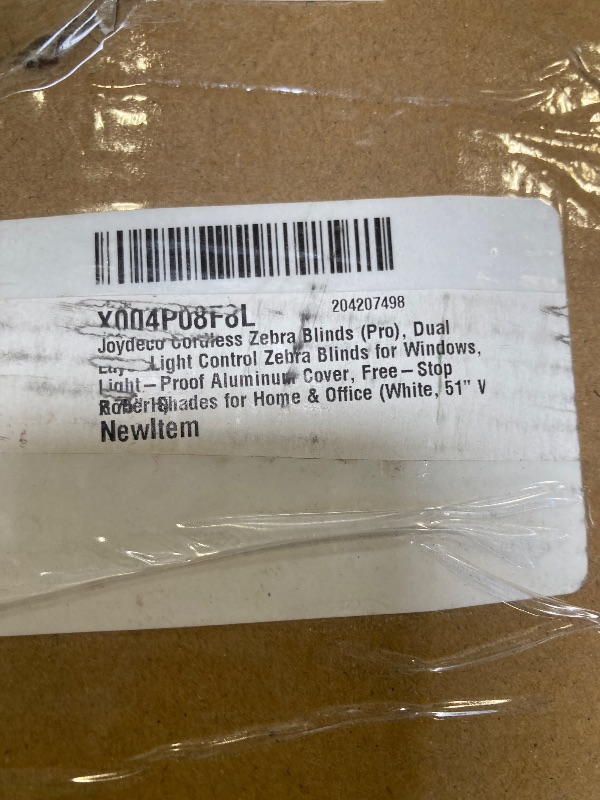 X004P08F8L
204207498
Joydeco Cordless Zebra Blinds (Pro), Dual
Light Control Zebra Blinds for Windows,
Light-Proof Aluminum Cover, Free-Stop
Shades for Home & Office (White, 51" W
NewItem